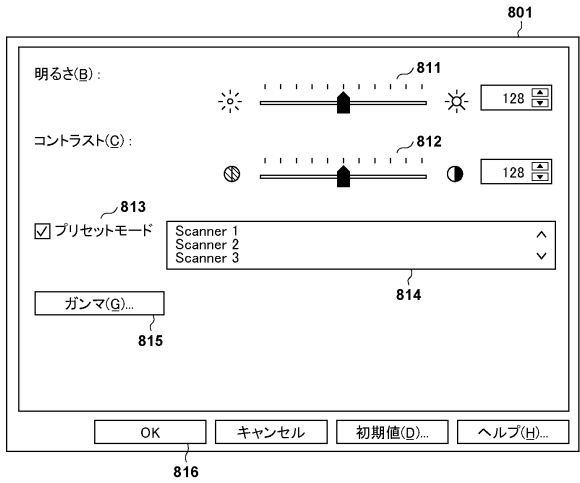 801
明るさ(B) :
811
128
コントラスト(C) :
812
128
813
プリセットモード
Scanner 1
Scanner 2
Scanner 3
814
ガンマ(G)...
815
OK
キャンセル
初期値(D)...
ヘルプ(H)...
816